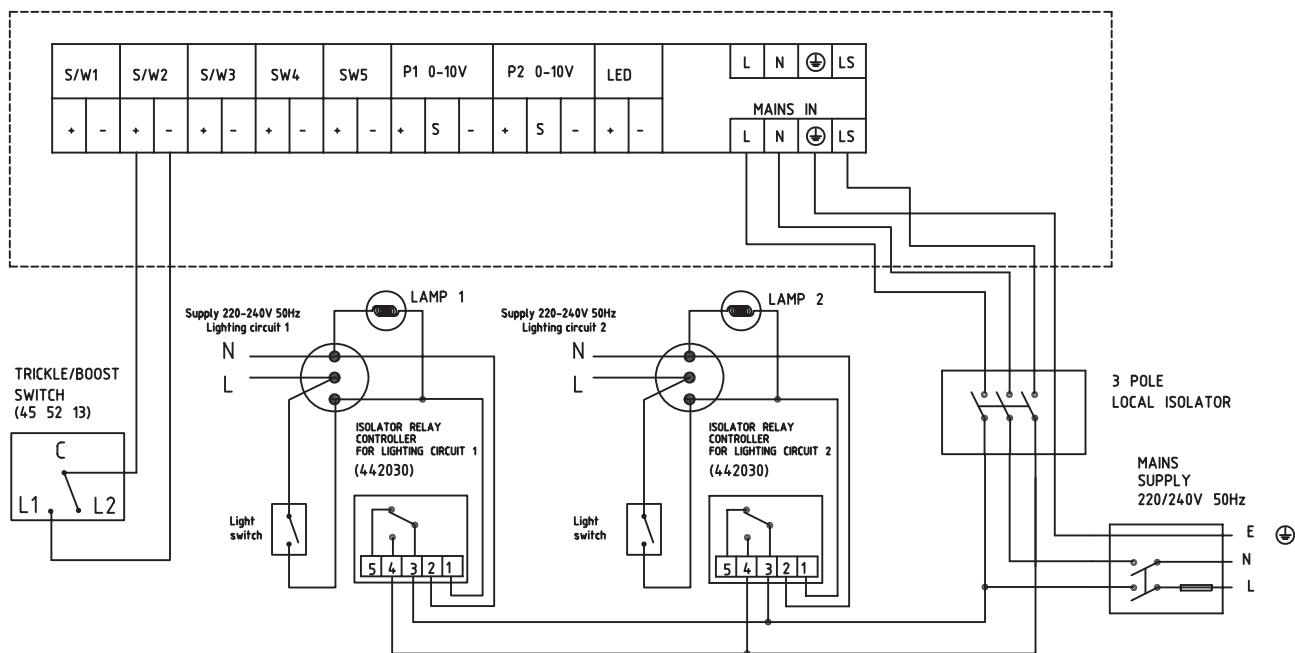 S/W1 S/W2 S/W3 SW4 SW5 P1 0-10V P2 0-10V LED
+ - + - + - + - + - + S - + S - + -
L N LS
MAINS IN
L N LS
TRICKLE/BOOST
SWITCH
(45 52 13)
C
L1 L2
Supply 220-240V 50Hz
Lighting circuit 1
N
L
LAMP 1
Light
switch
ISOLATOR RELAY
CONTROLLER
FOR LIGHTING CIRCUIT 1
(442030)
5 4 3 2 1
Supply 220-240V 50Hz
Lighting circuit 2
N
L
LAMP 2
Light
switch
ISOLATOR RELAY
CONTROLLER
FOR LIGHTING CIRCUIT 2
(442030)
5 4 3 2 1
3 POLE
LOCAL ISOLATOR
MAINS
SUPPLY
220/240V 50Hz
E
N
L